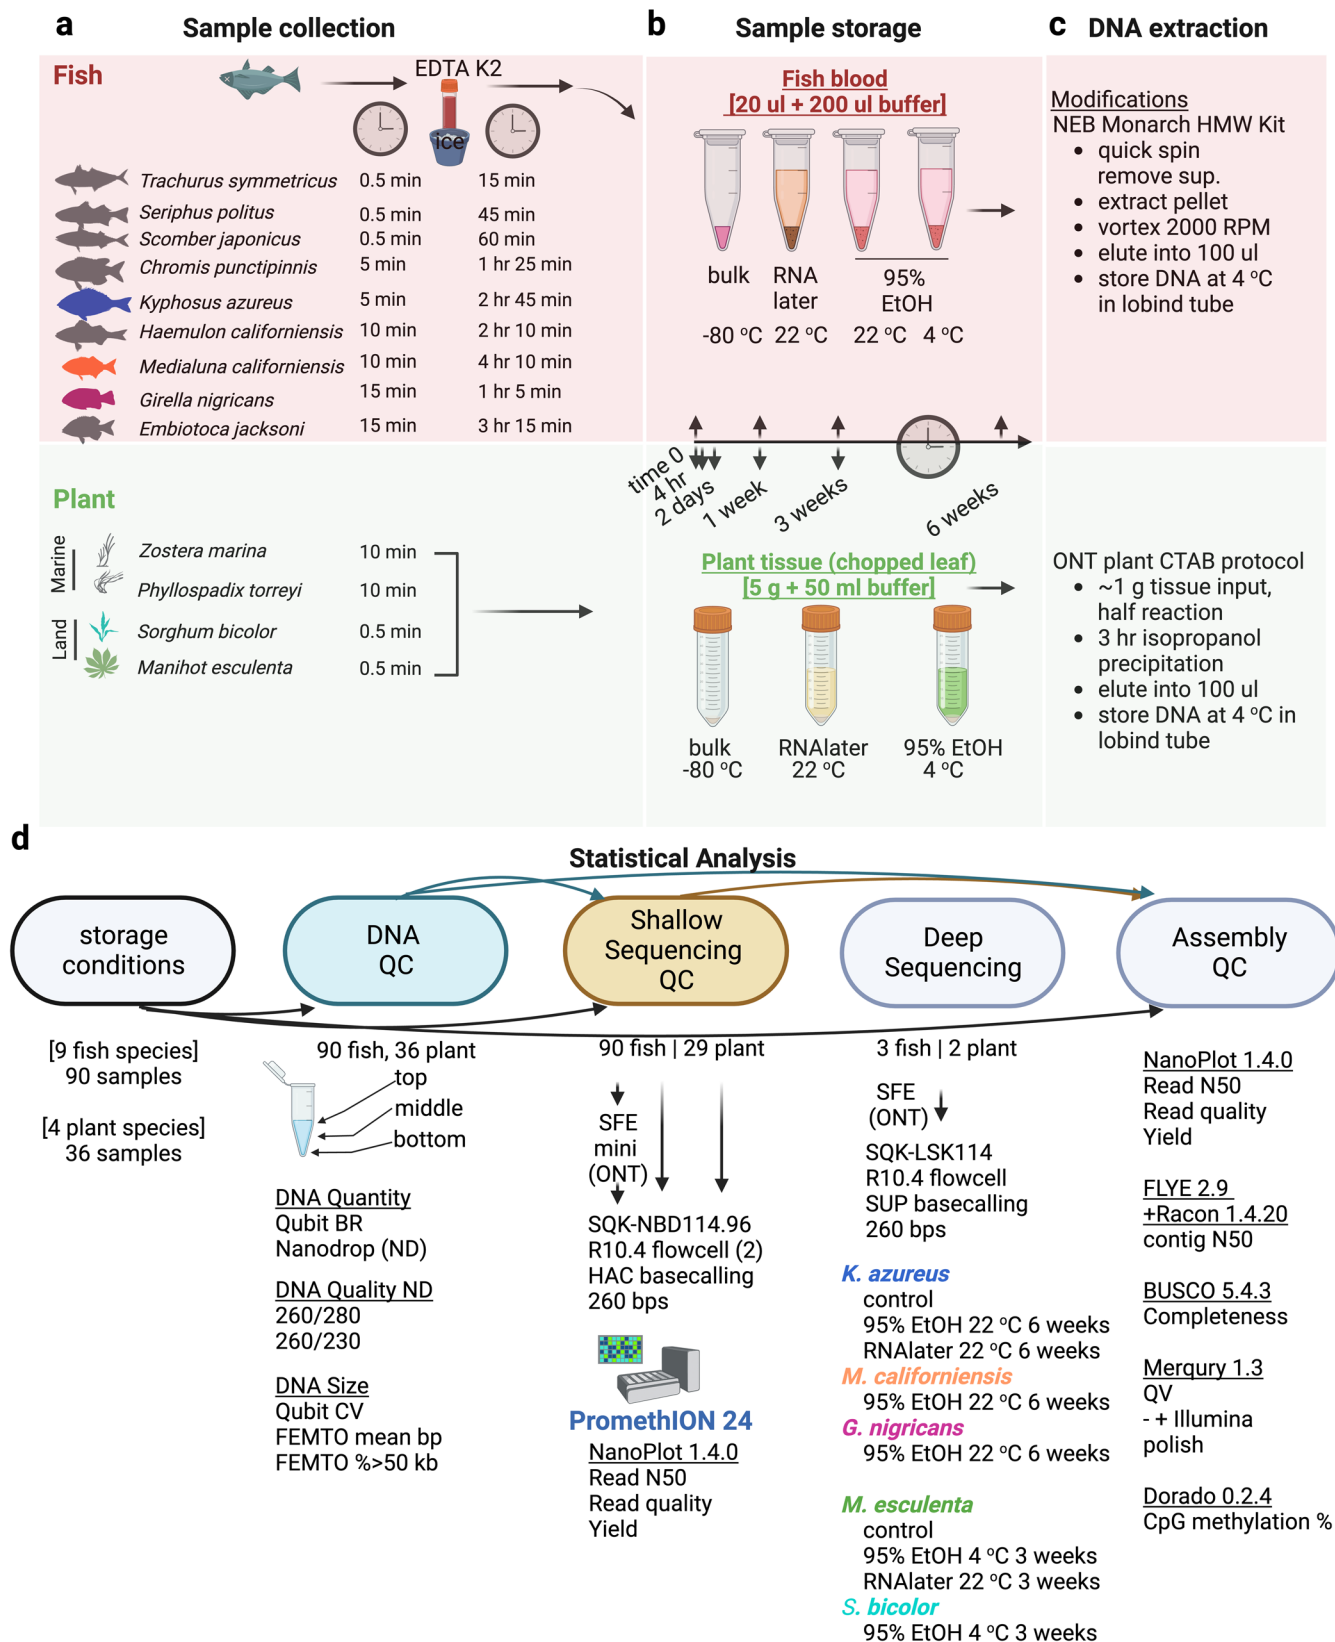 a Sample collection
Fish
EDTA K2
ice
Trachurus symmetricus 0.5 min 15 min
Seriphus politus 0.5 min 45 min
Scomber japonicus 0.5 min 60 min
Chromis punctipinnis 5 min 1 hr 25 min
Kyphosus azureus 5 min 2 hr 45 min
Haemulon californiensis 10 min 2 hr 10 min
Medialuna californiensis 10 min 4 hr 10 min
Girella nigricans 15 min 1 hr 5 min
Embiotoca jacksoni 15 min 3 hr 15 min
Plant
Marine
Zostera marina 10 min
Phyllospadix torreyi 10 min
Land
Sorghum bicolor 0.5 min
Manihot esculenta 0.5 min
b Sample storage
Fish blood
[20 ul + 200 ul buffer]
bulk RNA 95%
later EtOH
-80 ºC 22 ºC 22 ºC 4 ºC
time 0
4 hr
2 days
1 week
3 weeks
6 weeks
Plant tissue (chopped leaf)
[5 g + 50 ml buffer]
bulk RNAlater 95% EtOH
-80 ºC 22 ºC 4 ºC
c DNA extraction
Modifications
NEB Monarch HMW Kit
• quick spin
remove sup.
• extract pellet
• vortex 2000 RPM
• elute into 100 ul
• store DNA at 4 ºC
in lobind tube
ONT plant CTAB protocol
• ~1 g tissue input,
half reaction
• 3 hr isopropanol
precipitation
• elute into 100 ul
• store DNA at 4 ºC in
lobind tube
d
Statistical Analysis
storage
conditions
DNA
QC
Shallow
Sequencing
QC
Deep
Sequencing
Assembly
QC
[9 fish species]
90 samples
[4 plant species]
36 samples
90 fish, 36 plant
top
middle
bottom
DNA Quantity
Qubit BR
Nanodrop (ND)
DNA Quality ND
260/280
260/230
DNA Size
Qubit CV
FEMTO mean bp
FEMTO %>50 kb
90 fish | 29 plant
SFE
mini
(ONT)
SQK-NBD114.96
R10.4 flowcell (2)
HAC basecalling
260 bps
PromethION 24
NanoPlot 1.4.0
Read N50
Read quality
Yield
3 fish | 2 plant
SFE
(ONT)
SQK-LSK114
R10.4 flowcell
SUP basecalling
260 bps
K. azureus
control
95% EtOH 22 ºC 6 weeks
RNAlater 22 ºC 6 weeks
M. californiensis
95% EtOH 22 ºC 6 weeks
G. nigricans
95% EtOH 22 ºC 6 weeks
M. esculenta
control
95% EtOH 4 ºC 3 weeks
RNAlater 22 ºC 3 weeks
S. bicolor
95% EtOH 4 ºC 3 weeks
NanoPlot 1.4.0
Read N50
Read quality
Yield
FLYE 2.9
+Racon 1.4.20
contig N50
BUSCO 5.4.3
Completeness
Merqury 1.3
QV
- + Illumina
polish
Dorado 0.2.4
CpG methylation %